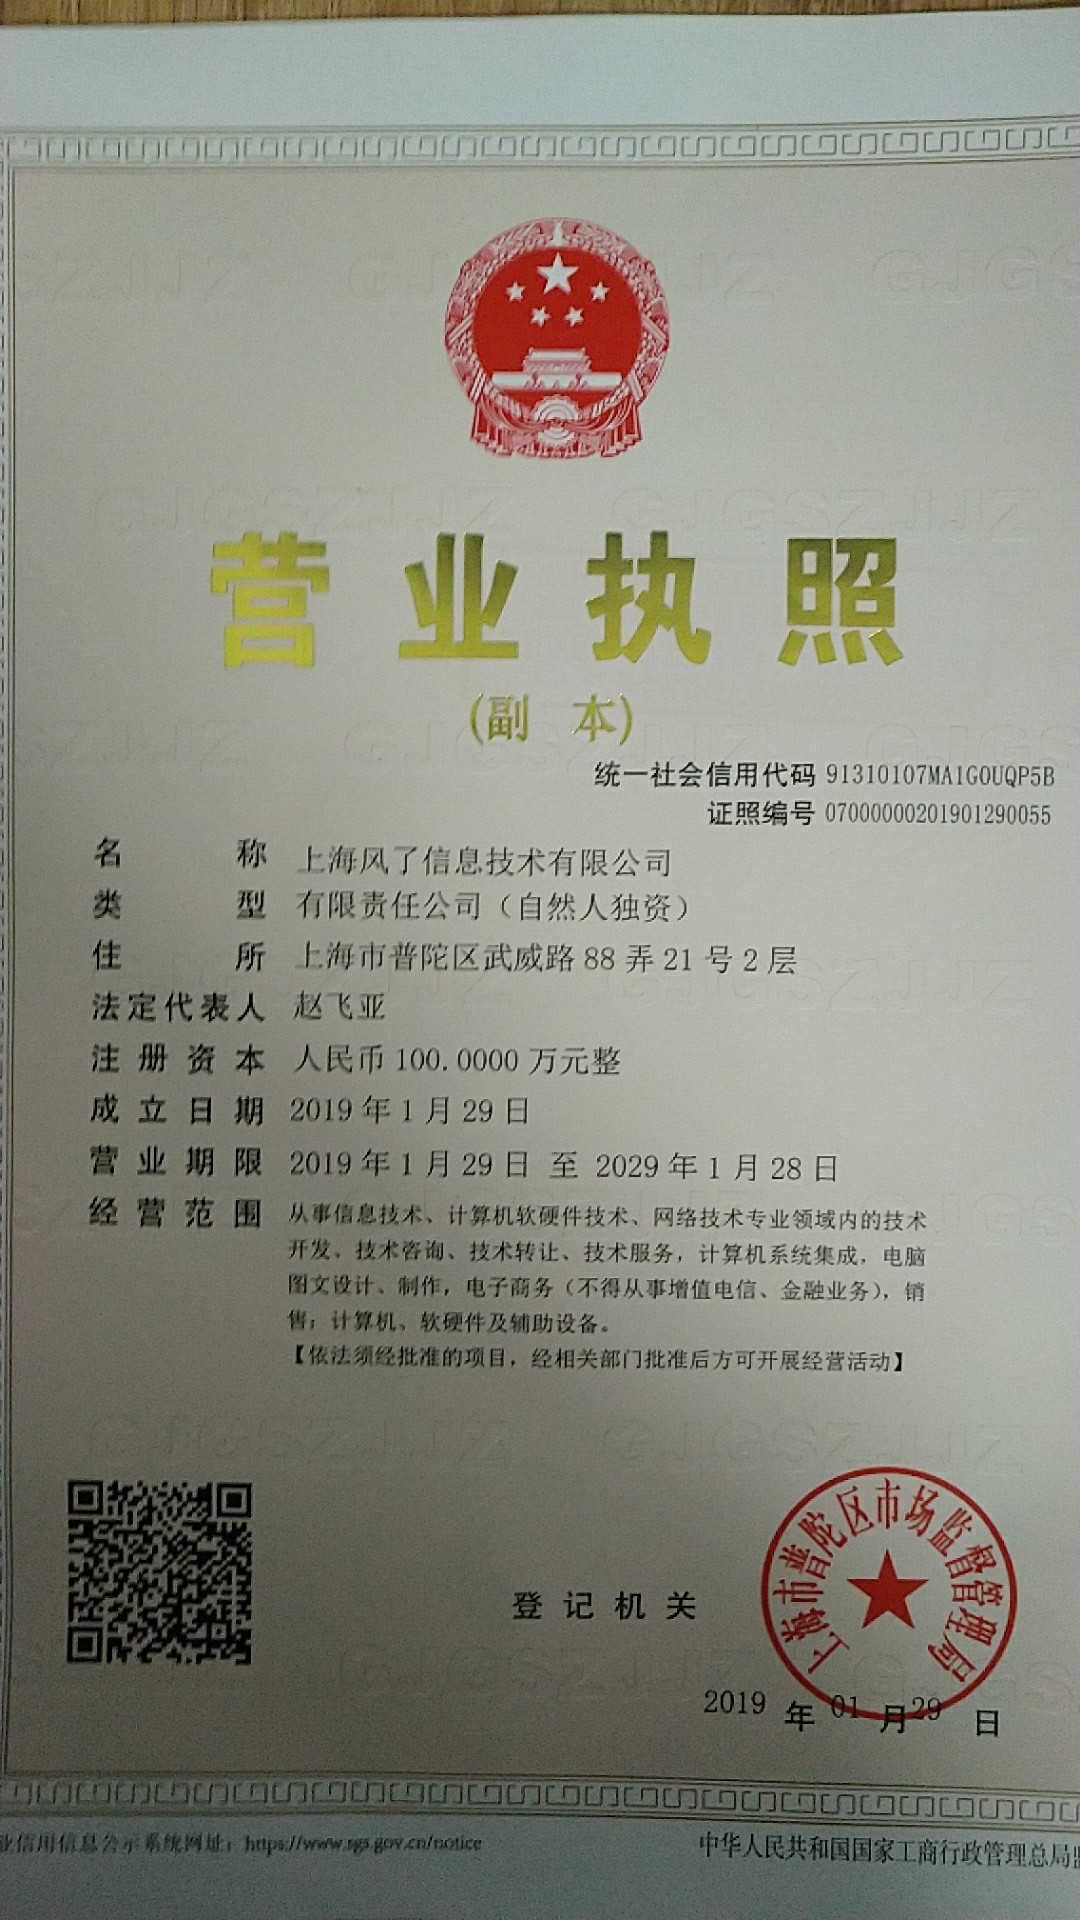 营业执照
(副 本)
统一社会信用代码 91310107MA1G0UQP5B
证照编号 07000000201901290055
名称 上海风了信息技术有限公司
类型 有限责任公司（自然人独资）
住所 上海市普陀区武威路88弄21号2层
法定代表人 赵飞亚
注册资本 人民币100.0000万元整
成立日期 2019年1月29日
营业期限 2019年1月29日 至 2029年1月28日
经营范围 从事信息技术、计算机软硬件技术、网络技术专业领域内的技术
开发、技术咨询、技术转让、技术服务，计算机系统集成，电脑
图文设计、制作，电子商务（不得从事增值电信、金融业务），销
售：计算机、软硬件及辅助设备。
【依法须经批准的项目，经相关部门批准后方可开展经营活动】
上海市普陀区市场监督管理局
登记机关
2019 年 01 月 29 日
业信用信息公示系统网址：https://www.sgs.gov.cn/notice
中华人民共和国国家工商行政管理总局监